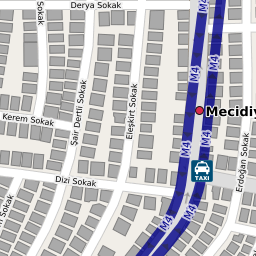 Derya Sokak
Sokak
M4
M4
Mecidiy
Kerem Sokak
Şair Dertli Sokak
Eleşkirt Sokak
M4
M4
TAXI
Erdoğan Sokak
Dizi Sokak
M4
M4